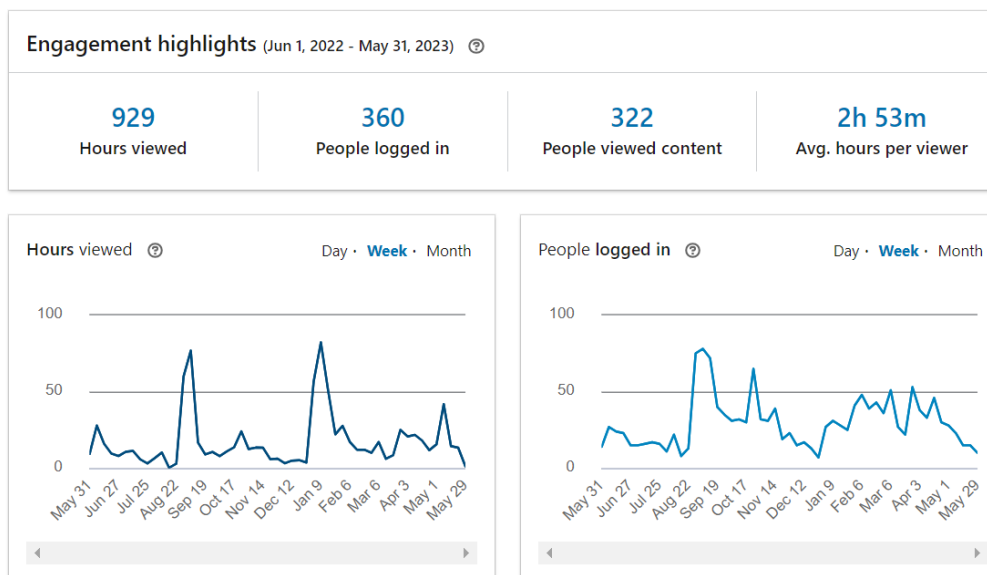 Engagement highlights (Jun 1, 2022 - May 31, 2023) ?
929
Hours viewed
360
People logged in
322
People viewed content
2h 53m
Avg. hours per viewer
Hours viewed ? Day · Week · Month
100
50
0
May 31 Jun 27 Jul 25 Aug 22 Sep 19 Oct 17 Nov 14 Dec 12 Jan 9 Feb 6 Mar 6 Apr 3 May 1 May 29
People logged in ? Day · Week · Month
100
50
0
May 31 Jun 27 Jul 25 Aug 22 Sep 19 Oct 17 Nov 14 Dec 12 Jan 9 Feb 6 Mar 6 Apr 3 May 1 May 29